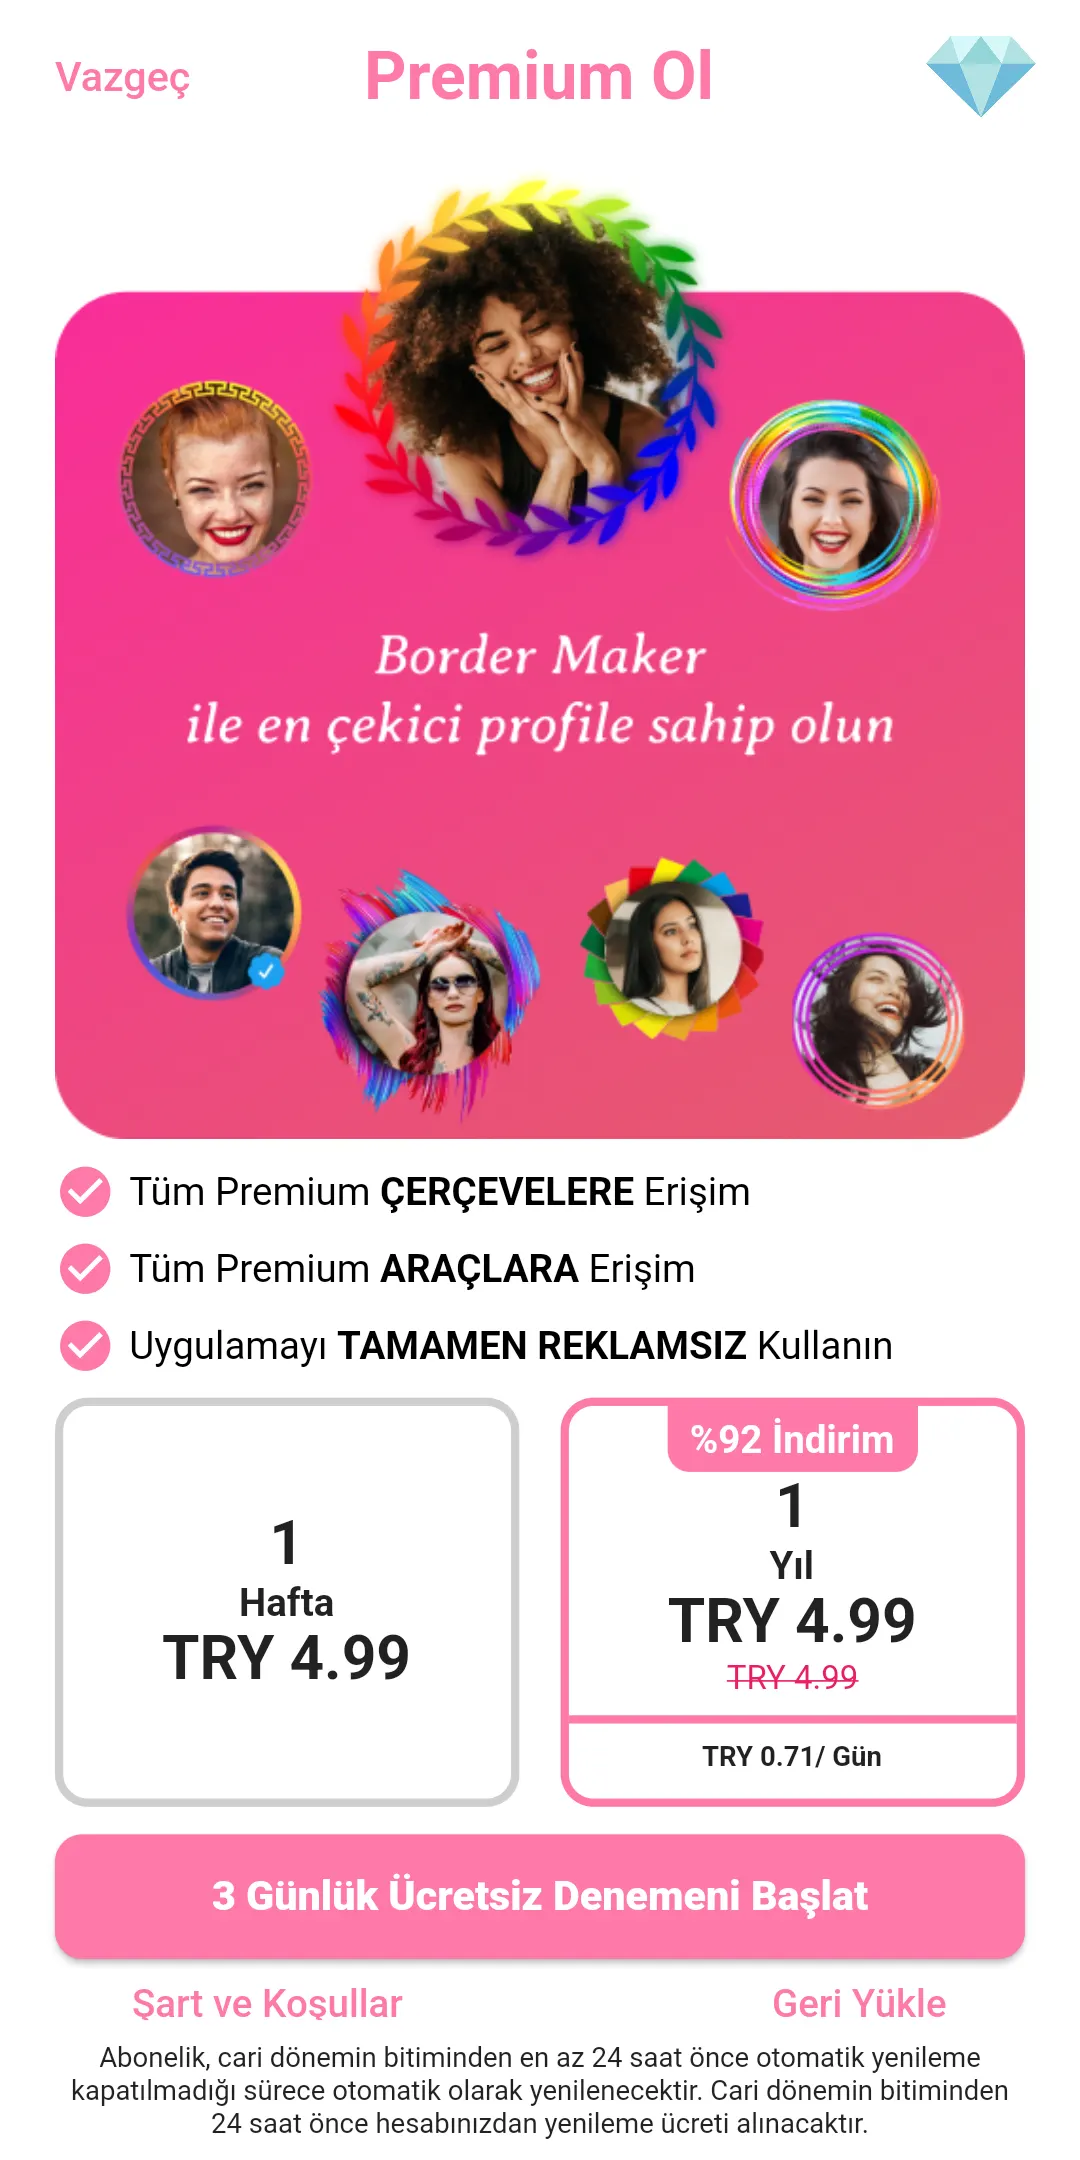 Vazgeç
Premium Ol
Border Maker
ile en çekici profile sahip olun
Tüm Premium ÇERÇEVELERE Erişim
Tüm Premium ARAÇLARA Erişim
Uygulamayı TAMAMEN REKLAMSIZ Kullanın
1
Hafta
TRY 4.99
%92 İndirim
1
Yıl
TRY 4.99
TRY 4.99
TRY 0.71/ Gün
3 Günlük Ücretsiz Denemeni Başlat
Şart ve Koşullar
Geri Yükle
Abonelik, cari dönemin bitiminden en az 24 saat önce otomatik yenileme
kapatılmadığı sürece otomatik olarak yenilenecektir. Cari dönemin bitiminden
24 saat önce hesabınızdan yenileme ücreti alınacaktır.